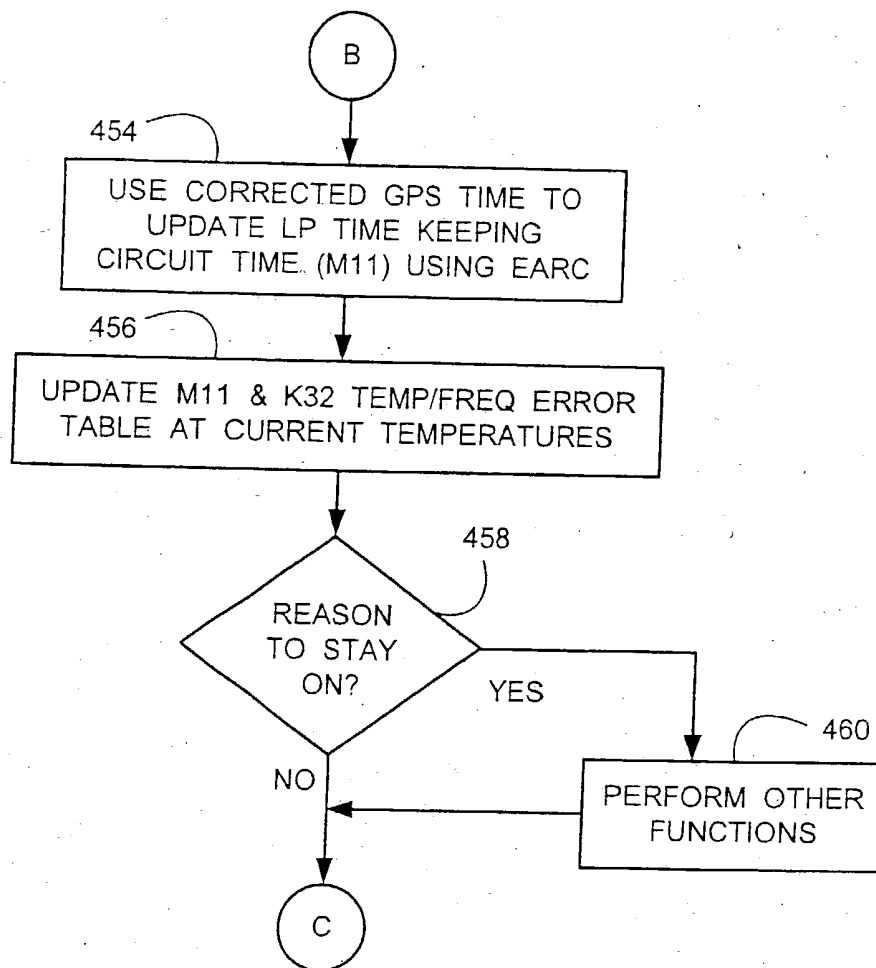 B
454
USE CORRECTED GPS TIME TO
UPDATE LP TIME KEEPING
CIRCUIT TIME (M11) USING EARC
456
UPDATE M11 & K32 TEMP/FREQ ERROR
TABLE AT CURRENT TEMPERATURES
458
REASON
TO STAY
ON?
YES
NO
460
PERFORM OTHER
FUNCTIONS
C